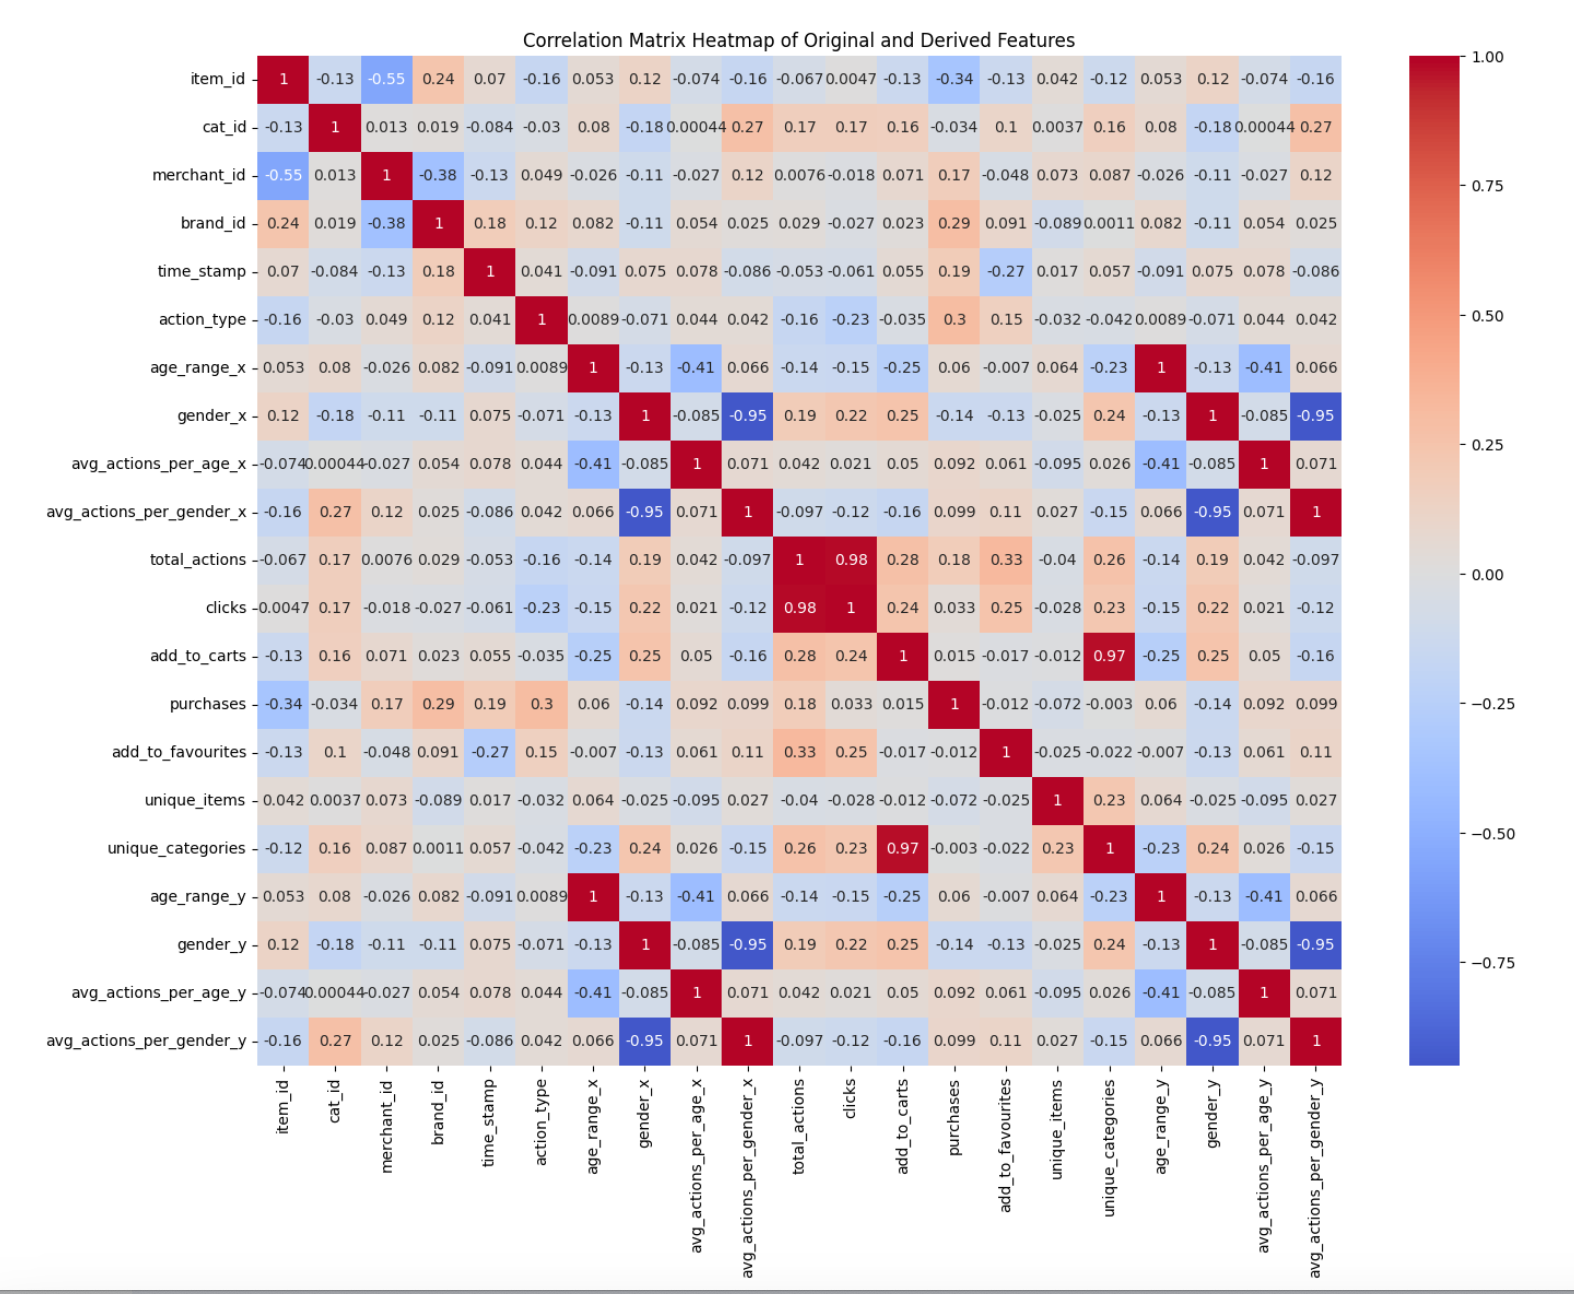 Correlation Matrix Heatmap of Original and Derived Features
item_id 1 -0.13 -0.55 0.24 0.07 -0.16 0.053 0.12 -0.074 -0.16 -0.067 0.0047 -0.13 -0.34 -0.13 0.042 -0.12 0.053 0.12 -0.074 -0.16
cat_id -0.13 1 0.013 0.019 -0.084 -0.03 0.08 -0.18 0.00044 0.27 0.17 0.17 0.16 -0.034 0.1 0.0037 0.16 0.08 -0.18 0.00044 0.27
merchant_id -0.55 0.013 1 -0.38 -0.13 0.049 -0.026 -0.11 -0.027 0.12 0.0076 -0.018 0.071 0.17 -0.048 0.073 0.087 -0.026 -0.11 -0.027 0.12
brand_id 0.24 0.019 -0.38 1 0.18 0.12 0.082 -0.11 0.054 0.025 0.029 -0.027 0.023 0.29 0.091 -0.089 0.0011 0.082 -0.11 0.054 0.025
time_stamp 0.07 -0.084 -0.13 0.18 1 0.041 -0.091 0.075 0.078 -0.086 -0.053 -0.061 0.055 0.19 -0.27 0.017 0.057 -0.091 0.075 0.078 -0.086
action_type -0.16 -0.03 0.049 0.12 0.041 1 0.0089 -0.071 0.044 0.042 -0.16 -0.23 -0.035 0.3 0.15 -0.032 -0.042 0.0089 -0.071 0.044 0.042
age_range_x 0.053 0.08 -0.026 0.082 -0.091 0.0089 1 -0.13 -0.41 0.066 -0.14 -0.15 -0.25 0.06 -0.007 0.064 -0.23 1 -0.13 -0.41 0.066
gender_x 0.12 -0.18 -0.11 -0.11 0.075 -0.071 -0.13 1 -0.085 -0.95 0.19 0.22 0.25 -0.14 -0.13 -0.025 0.24 -0.13 1 -0.085 -0.95
avg_actions_per_age_x -0.074 0.00044 -0.027 0.054 0.078 0.044 -0.41 -0.085 1 0.071 0.042 0.021 0.05 0.092 0.061 -0.095 0.026 -0.41 -0.085 1 0.071
avg_actions_per_gender_x -0.16 0.27 0.12 0.025 -0.086 0.042 0.066 -0.95 0.071 1 -0.097 -0.12 -0.16 0.099 0.11 0.027 -0.15 0.066 -0.95 0.071 1
total_actions -0.067 0.17 0.0076 0.029 -0.053 -0.16 -0.14 0.19 0.042 -0.097 1 0.98 0.28 0.18 0.33 -0.04 0.26 -0.14 0.19 0.042 -0.097
clicks 0.0047 0.17 -0.018 -0.027 -0.061 -0.23 -0.15 0.22 0.021 -0.12 0.98 1 0.24 0.033 0.25 -0.028 0.23 -0.15 0.22 0.021 -0.12
add_to_carts -0.13 0.16 0.071 0.023 0.055 -0.035 -0.25 0.25 0.05 -0.16 0.28 0.24 1 0.015 -0.017 -0.012 0.97 -0.25 0.25 0.05 -0.16
purchases -0.34 -0.034 0.17 0.29 0.19 0.3 0.06 -0.14 0.092 0.099 0.18 0.033 0.015 1 -0.012 -0.072 -0.003 0.06 -0.14 0.092 0.099
add_to_favourites -0.13 0.1 -0.048 0.091 -0.27 0.15 -0.007 -0.13 0.061 0.11 0.33 0.25 -0.017 -0.012 1 -0.025 -0.022 -0.007 -0.13 0.061 0.11
unique_items 0.042 0.0037 0.073 -0.089 0.017 -0.032 0.064 -0.025 -0.095 0.027 -0.04 -0.028 -0.012 -0.072 -0.025 1 0.23 0.064 -0.025 -0.095 0.027
unique_categories -0.12 0.16 0.087 0.0011 0.057 -0.042 -0.23 0.24 0.026 -0.15 0.26 0.23 0.97 -0.003 -0.022 0.23 1 -0.23 0.24 0.026 -0.15
age_range_y 0.053 0.08 -0.026 0.082 -0.091 0.0089 1 -0.13 -0.41 0.066 -0.14 -0.15 -0.25 0.06 -0.007 0.064 -0.23 1 -0.13 -0.41 0.066
gender_y 0.12 -0.18 -0.11 -0.11 0.075 -0.071 -0.13 1 -0.085 -0.95 0.19 0.22 0.25 -0.14 -0.13 -0.025 0.24 -0.13 1 -0.085 -0.95
avg_actions_per_age_y -0.074 0.00044 -0.027 0.054 0.078 0.044 -0.41 -0.085 1 0.071 0.042 0.021 0.05 0.092 0.061 -0.095 0.026 -0.41 -0.085 1 0.071
avg_actions_per_gender_y -0.16 0.27 0.12 0.025 -0.086 0.042 0.066 -0.95 0.071 1 -0.097 -0.12 -0.16 0.099 0.11 0.027 -0.15 0.066 -0.95 0.071 1
item_id
cat_id
merchant_id
brand_id
time_stamp
action_type
age_range_x
gender_x
avg_actions_per_age_x
avg_actions_per_gender_x
total_actions
clicks
add_to_carts
purchases
add_to_favourites
unique_items
unique_categories
age_range_y
gender_y
avg_actions_per_age_y
avg_actions_per_gender_y
1.00
0.75
0.50
0.25
0.00
−0.25
−0.50
−0.75